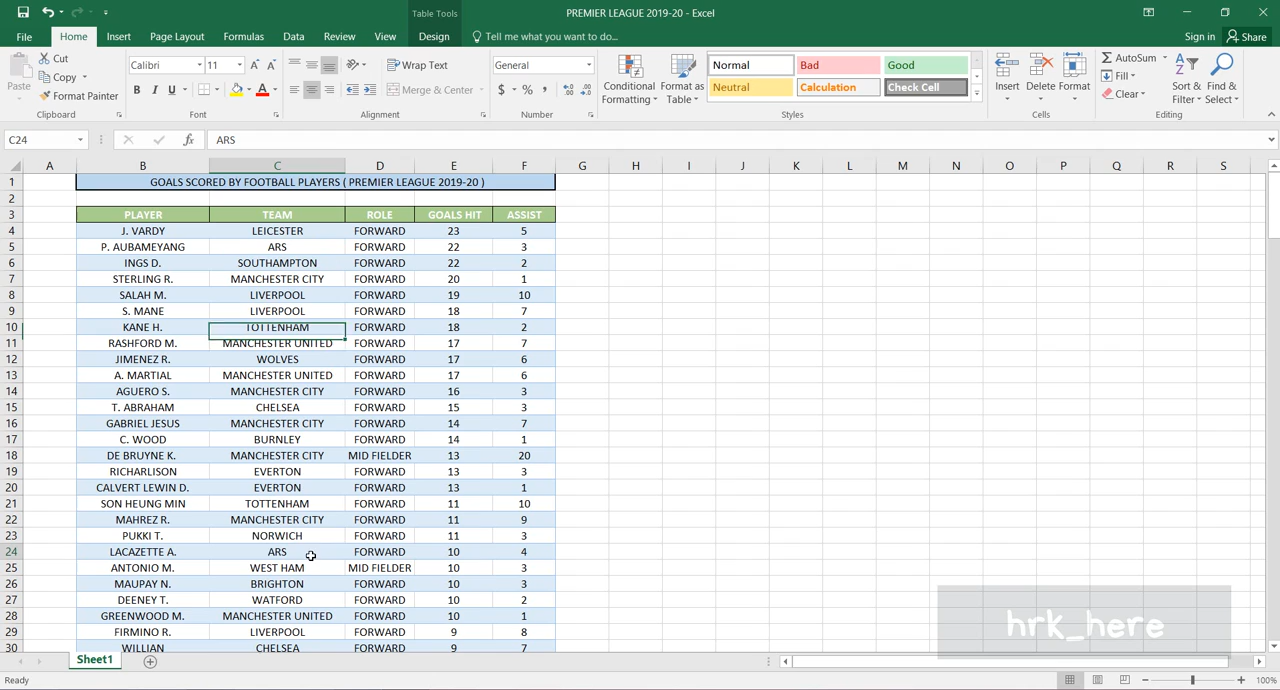 Table Tools
PREMIER LEAGUE 2019-20 - Excel
File Home Insert Page Layout Formulas Data Review View Design Tell me what you want to do... Sign in Share
Paste
Cut
Copy
Format Painter
Clipboard
Calibri 11
B I U
Font
Wrap Text
Merge & Center
Alignment
General
$ % ,
Number
Conditional Formatting
Format as Table
Normal Bad Good
Neutral Calculation Check Cell
Styles
Insert Delete Format
Cells
AutoSum
Fill
Clear
Sort & Filter
Find & Select
Editing
C24 fx ARS
A B C D E F G H I J K L M N O P Q R S
1 GOALS SCORED BY FOOTBALL PLAYERS ( PREMIER LEAGUE 2019-20 )
2
3 PLAYER TEAM ROLE GOALS HIT ASSIST
4 J. VARDY LEICESTER FORWARD 23 5
5 P. AUBAMEYANG ARS FORWARD 22 3
6 INGS D. SOUTHAMPTON FORWARD 22 2
7 STERLING R. MANCHESTER CITY FORWARD 20 1
8 SALAH M. LIVERPOOL FORWARD 19 10
9 S. MANE LIVERPOOL FORWARD 18 7
10 KANE H. TOTTENHAM FORWARD 18 2
11 RASHFORD M. MANCHESTER UNITED FORWARD 17 7
12 JIMENEZ R. WOLVES FORWARD 17 6
13 A. MARTIAL MANCHESTER UNITED FORWARD 17 6
14 AGUERO S. MANCHESTER CITY FORWARD 16 3
15 T. ABRAHAM CHELSEA FORWARD 15 3
16 GABRIEL JESUS MANCHESTER CITY FORWARD 14 7
17 C. WOOD BURNLEY FORWARD 14 1
18 DE BRUYNE K. MANCHESTER CITY MID FIELDER 13 20
19 RICHARLISON EVERTON FORWARD 13 3
20 CALVERT LEWIN D. EVERTON FORWARD 13 1
21 SON HEUNG MIN TOTTENHAM FORWARD 11 10
22 MAHREZ R. MANCHESTER CITY FORWARD 11 9
23 PUKKI T. NORWICH FORWARD 11 3
24 LACAZETTE A. ARS FORWARD 10 4
25 ANTONIO M. WEST HAM MID FIELDER 10 3
26 MAUPAY N. BRIGHTON FORWARD 10 3
27 DEENEY T. WATFORD FORWARD 10 2
28 GREENWOOD M. MANCHESTER UNITED FORWARD 10 1
29 FIRMINO R. LIVERPOOL FORWARD 9 8
30 WILLIAN CHELSEA FORWARD 9 7
hrk_here
Sheet1
Ready
100%